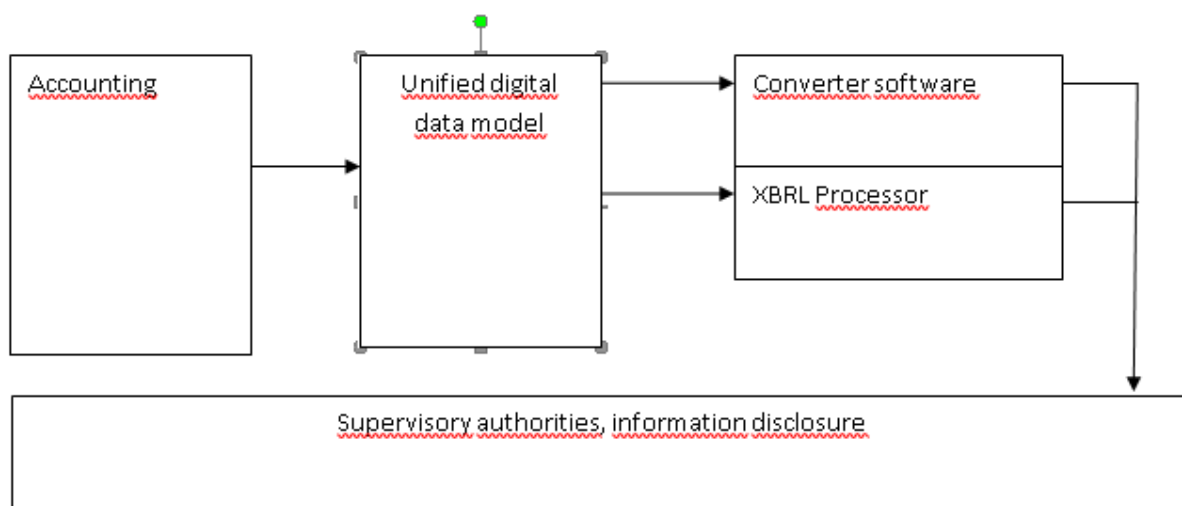 Accounting
Unified digital
data model
Converter software
XBRL Processor
Supervisory authorities, information disclosure